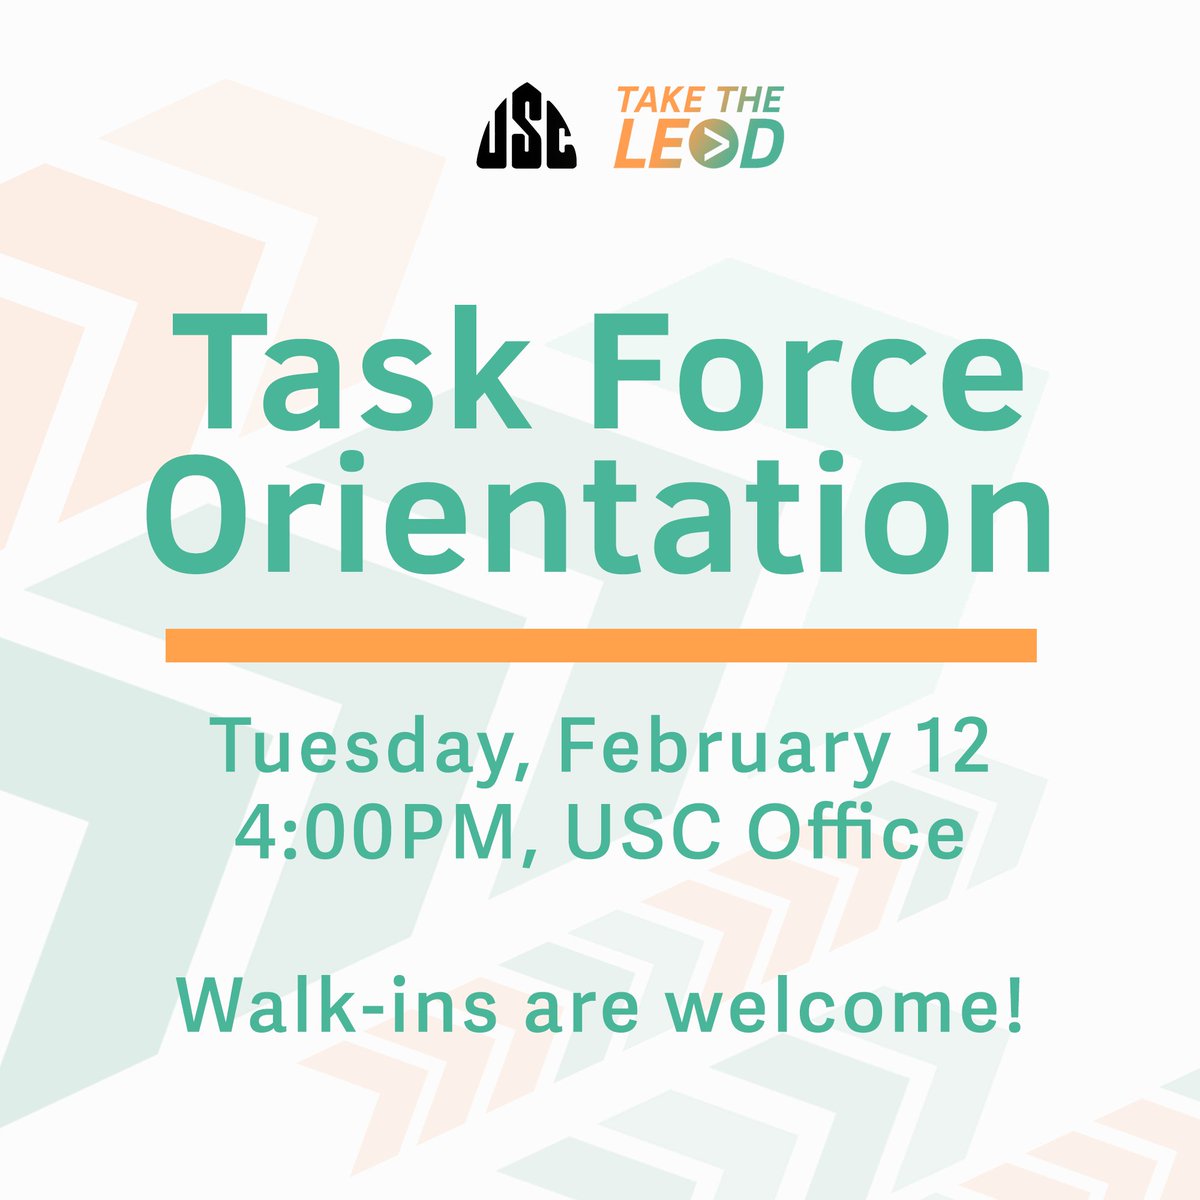 USC
TAKE THE
LEAD
Task Force
Orientation
Tuesday, February 12
4:00PM, USC Office
Walk-ins are welcome!